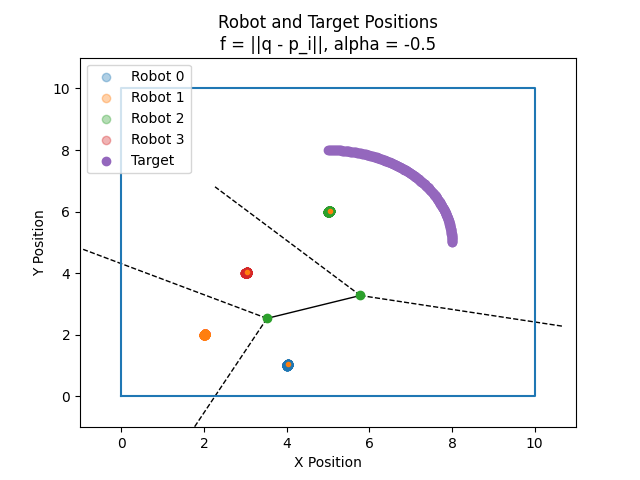 Robot and Target Positions
f = ||q - p_i||, alpha = -0.5
Robot 0
Robot 1
Robot 2
Robot 3
Target
10
8
6
4
2
0
Y Position
0 2 4 6 8 10
X Position